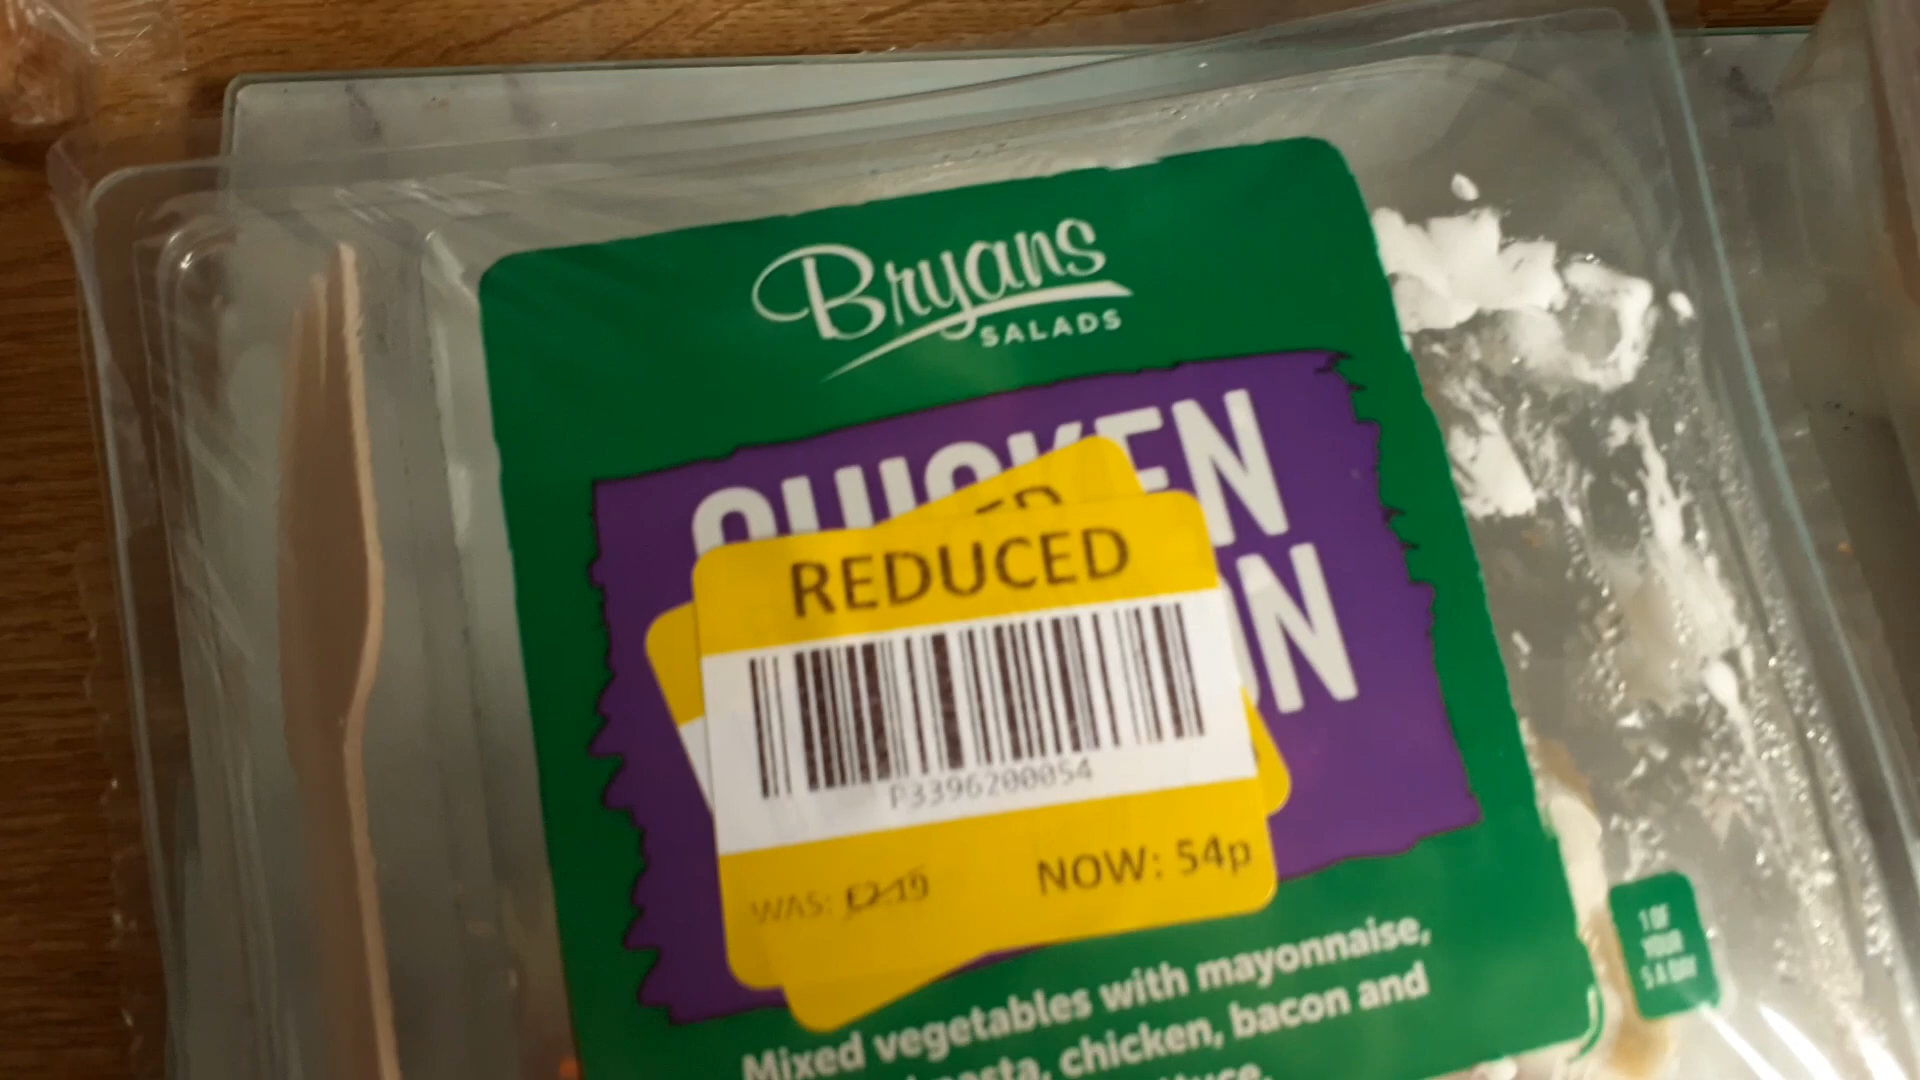 Bryans
SALADS
CHICKEN
REDUCED
P3396200054
WAS: £2.19
NOW: 54p
Mixed vegetables with mayonnaise,
pasta, chicken, bacon and
1 OF
YOUR
5 A DAY